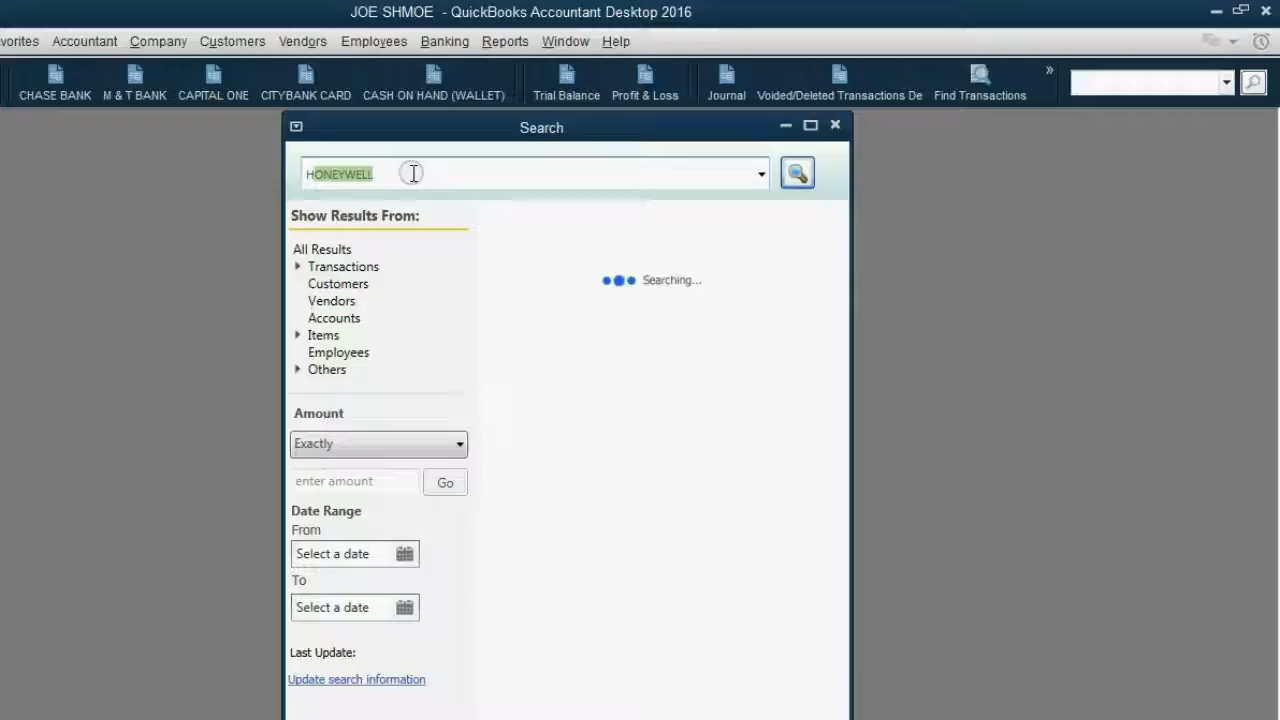 JOE SHMOE - QuickBooks Accountant Desktop 2016
vorites Accountant Company Customers Vendors Employees Banking Reports Window Help
CHASE BANK M & T BANK CAPITAL ONE CITYBANK CARD CASH ON HAND (WALLET) Trial Balance Profit & Loss Journal Voided/Deleted Transactions De Find Transactions
Search
HONEYWELL
Show Results From:
All Results
Searching...
Transactions
Customers
Vendors
Accounts
Items
Employees
Others
Amount
Exactly
enter amount Go
Date Range
From
Select a date
To
Select a date
Last Update:
Update search information